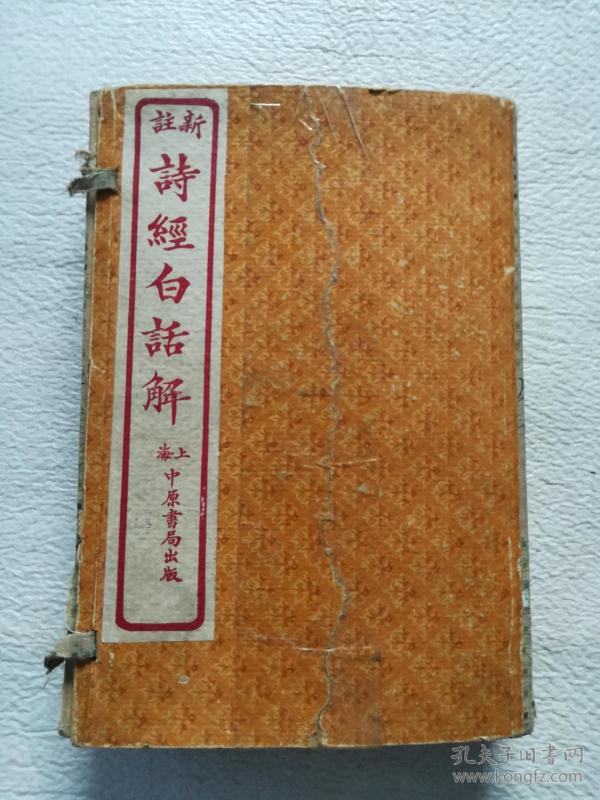 新註
詩經白話解
上海
中原書局出版
孔夫子旧书网
www.kongfz.com